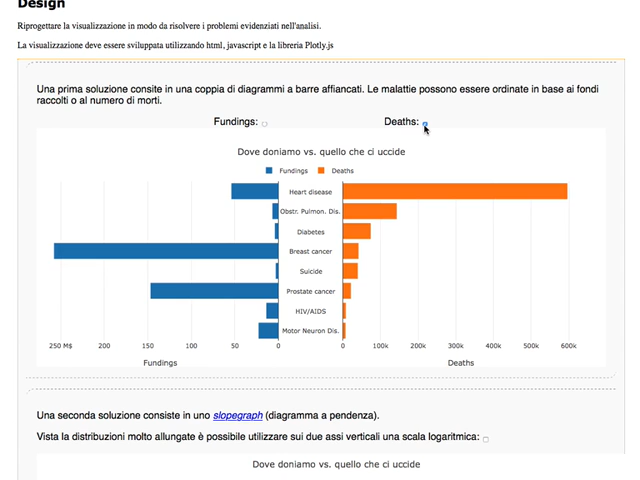 Design
Riprogettare la visualizzazione in modo da risolvere i problemi evidenziati nell'analisi.
La visualizzazione deve essere sviluppata utilizzando html, javascript e la libreria Plotly.js
Una prima soluzione consite in una coppia di diagrammi a barre affiancati. Le malattie possono essere ordinate in base ai fondi
raccolti o al numero di morti.
Fundings: Deaths:
Dove doniamo vs. quello che ci uccide
Fundings Deaths
Heart disease
Obstr. Pulmon. Dis.
Diabetes
Breast cancer
Suicide
Prostate cancer
HIV/AIDS
Motor Neuron Dis.
250 M$ 200 150 100 50 0 0 100k 200k 300k 400k 500k 600k
Fundings Deaths
Una seconda soluzione consiste in uno slopegraph (diagramma a pendenza).
Vista la distribuzioni molto allungate è possibile utilizzare sui due assi verticali una scala logaritmica:
Dove doniamo vs. quello che ci uccide